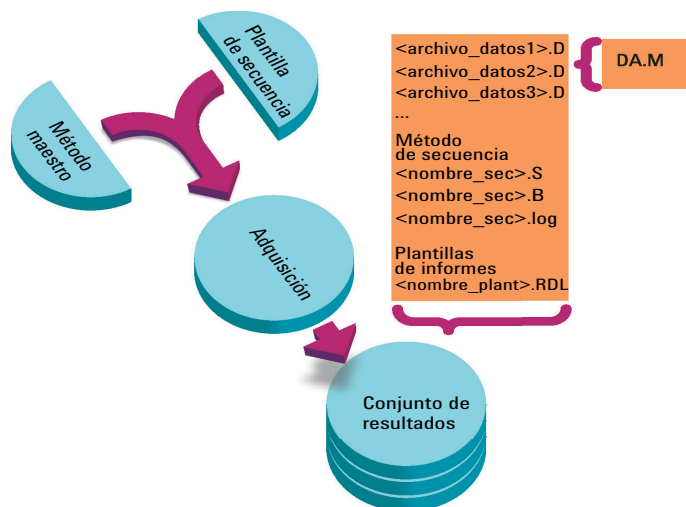 Plantilla
de secuencia
Método
maestro
Adquisición
<archivo_datos1>.D
<archivo_datos2>.D
<archivo_datos3>.D
...
Método
de secuencia
<nombre_sec>.S
<nombre_sec>.B
<nombre_sec>.log
Plantillas
de informes
<nombre_plant>.RDL
DA.M
Conjunto de
resultados